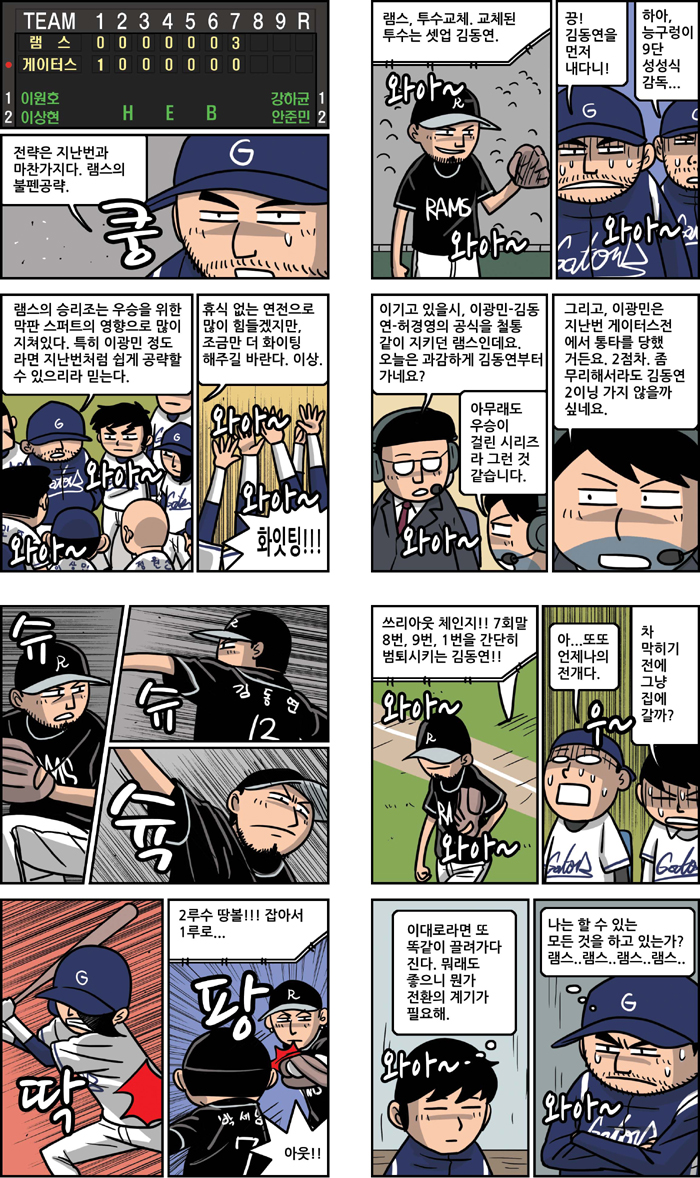 TEAM 1 2 3 4 5 6 7 8 9 R
램 스 0 0 0 0 0 0 3
게이터스 1 0 0 0 0 0
1 이원호 강하균 1
2 이상현 H E B 안준민 2
전략은 지난번과
마찬가지다. 램스의
불펜공략.
G
쿵
램스의 승리조는 우승을 위한
막판 스퍼트의 영향으로 많이
지쳐있다. 특히 이광민 정도
라면 지난번처럼 쉽게 공략할
수 있으리라 믿는다.
G
G
와아~
와아~
휴식 없는 연전으로
많이 힘들겠지만,
조금만 더 화이팅
해주길 바란다. 이상.
와아~
와아~
화잇팅!!!
램스, 투수교체. 교체된
투수는 셋업 김동연.
와아~
R
RAMS
와아~
끙!
김동연을
먼저
내다니!
하아,
능구렁이
9단
성성식
감독...
G
와아~
Gators
이기고 있을시, 이광민-김동
연-허경영의 공식을 철통
같이 지키던 램스인데요.
오늘은 과감하게 김동연부터
가네요?
아무래도
우승이
걸린 시리즈
라 그런 것
같습니다.
와아~
그리고, 이광민은
지난번 게이터스전
에서 통타를 당했
거든요. 2점차. 좀
무리해서라도 김동연
2이닝 가지 않을까
싶네요.
슈
R
RAMS
슈
김동연
12
슉
G
딱
2루수 땅볼!!! 잡아서
1루로...
팡
R
박세
7
아웃!!
쓰리아웃 체인지!! 7회말
8번, 9번, 1번을 간단히
범퇴시키는 김동연!!
와아~
R
RA
와아~
아...또또
언제나의
전개다.
차
막히기
전에
그냥
집에
갈까?
우~
Gators
Gators
이대로라면 또
똑같이 끌려가다
진다. 뭐래도
좋으니 뭔가
전환의 계기가
필요해.
와아~
나는 할 수 있는
모든 것을 하고 있는가?
램스..램스..램스..램스..
G
와아~
Gators